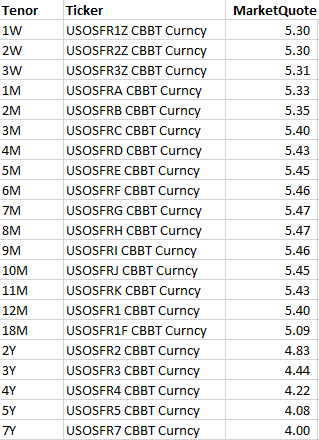 Tenor Ticker MarketQuote
1W USOSFR1Z CBBT Curncy 5.30
2W USOSFR2Z CBBT Curncy 5.30
3W USOSFR3Z CBBT Curncy 5.31
1M USOSFRA CBBT Curncy 5.33
2M USOSFRB CBBT Curncy 5.35
3M USOSFRC CBBT Curncy 5.40
4M USOSFRD CBBT Curncy 5.43
5M USOSFRE CBBT Curncy 5.45
6M USOSFRF CBBT Curncy 5.46
7M USOSFRG CBBT Curncy 5.47
8M USOSFRH CBBT Curncy 5.47
9M USOSFRI CBBT Curncy 5.46
10M USOSFRJ CBBT Curncy 5.45
11M USOSFRK CBBT Curncy 5.43
12M USOSFR1 CBBT Curncy 5.40
18M USOSFR1F CBBT Curncy 5.09
2Y USOSFR2 CBBT Curncy 4.83
3Y USOSFR3 CBBT Curncy 4.44
4Y USOSFR4 CBBT Curncy 4.22
5Y USOSFR5 CBBT Curncy 4.08
7Y USOSFR7 CBBT Curncy 4.00